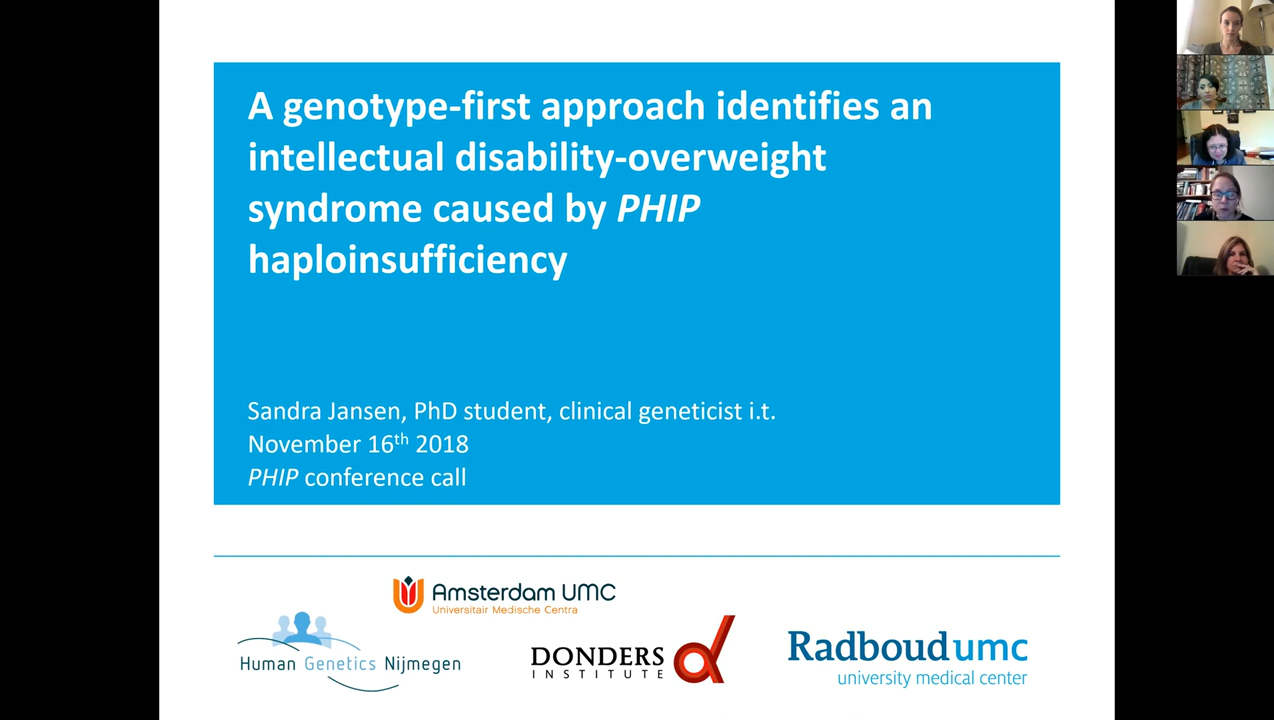 A genotype-first approach identifies an
intellectual disability-overweight
syndrome caused by PHIP
haploinsufficiency
Sandra Jansen, PhD student, clinical geneticist i.t.
November 16th 2018
PHIP conference call
Amsterdam UMC
Universitair Medische Centra
Human Genetics Nijmegen
DONDERS
INSTITUTE
Radboudumc
university medical center